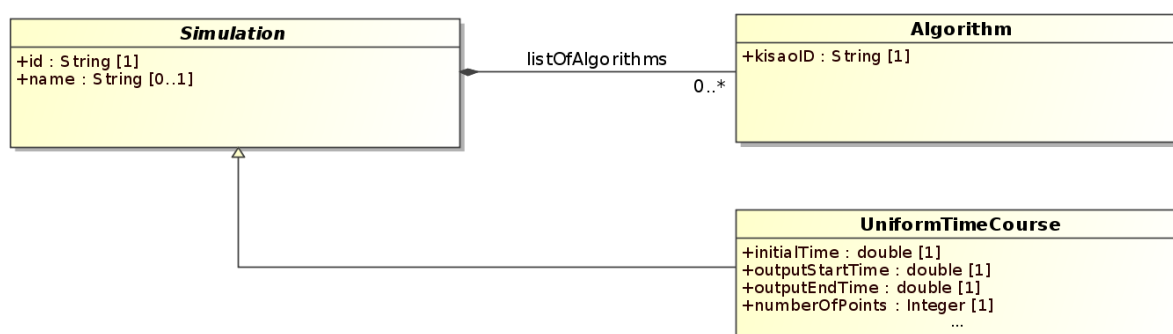 Simulation
+id : String [1]
+name : String [0..1]
listOfAlgorithms
0..*
Algorithm
+kisaoID : String [1]
UniformTimeCourse
+initialTime : double [1]
+outputStartTime : double [1]
+outputEndTime : double [1]
+numberOfPoints : Integer [1]
...